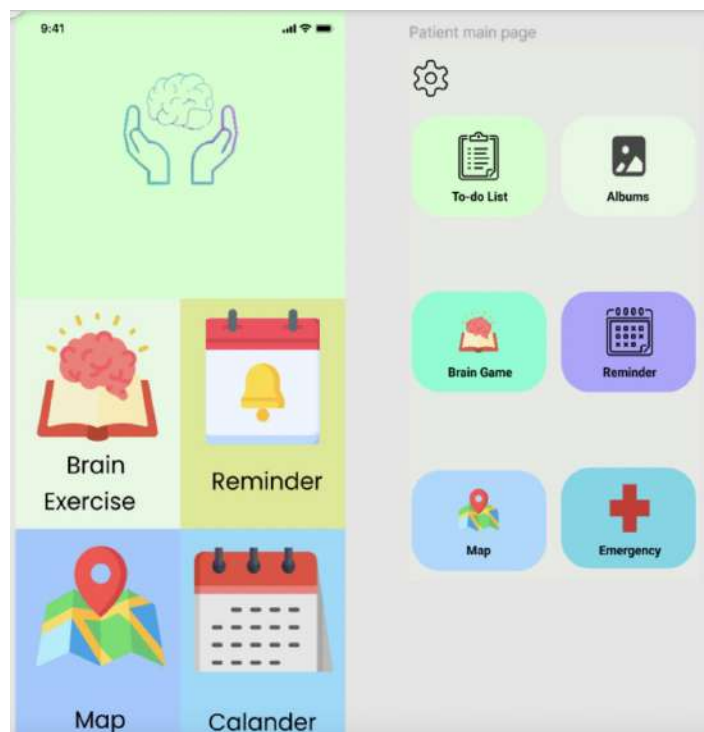 9:41
Brain
Exercise
Reminder
Map
Calander
Patient main page
To-do List
Albums
Brain Game
Reminder
Map
Emergency